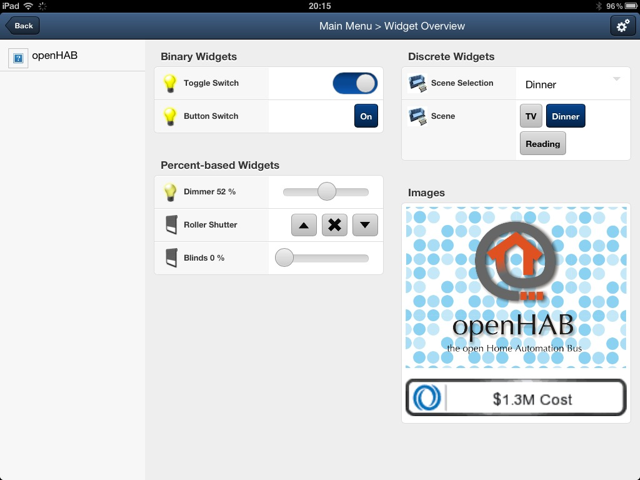 iPad
20:15
96 %
Back
Main Menu > Widget Overview
openHAB
Binary Widgets
Toggle Switch
Button Switch
On
Percent-based Widgets
Dimmer 52 %
Roller Shutter
Blinds 0 %
Discrete Widgets
Scene Selection
Dinner
Scene
TV
Dinner
Reading
Images
openHAB
the open Home Automation Bus
$1.3M Cost